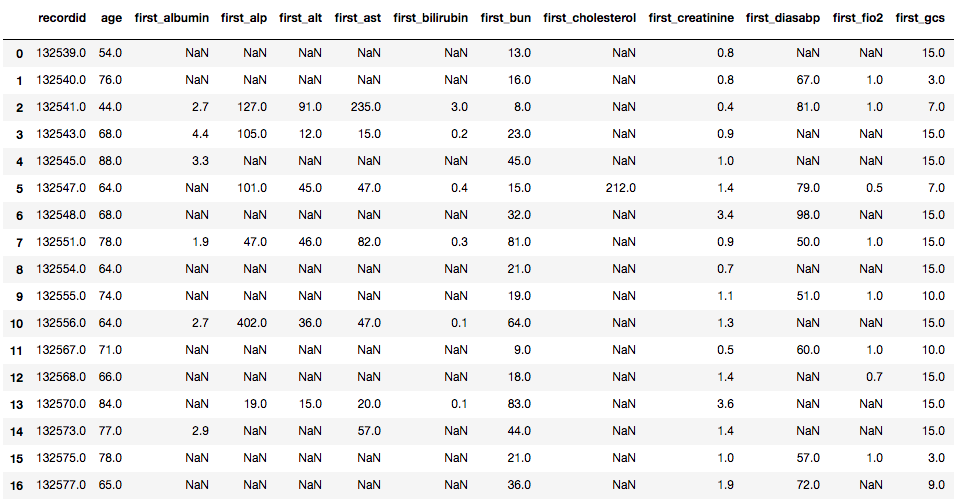 recordid age first_albumin first_alp first_alt first_ast first_bilirubin first_bun first_cholesterol first_creatinine first_diasabp first_fio2 first_gcs
0 132539.0 54.0 NaN NaN NaN NaN NaN 13.0 NaN 0.8 NaN NaN 15.0
1 132540.0 76.0 NaN NaN NaN NaN NaN 16.0 NaN 0.8 67.0 1.0 3.0
2 132541.0 44.0 2.7 127.0 91.0 235.0 3.0 8.0 NaN 0.4 81.0 1.0 7.0
3 132543.0 68.0 4.4 105.0 12.0 15.0 0.2 23.0 NaN 0.9 NaN NaN 15.0
4 132545.0 88.0 3.3 NaN NaN NaN NaN 45.0 NaN 1.0 NaN NaN 15.0
5 132547.0 64.0 NaN 101.0 45.0 47.0 0.4 15.0 212.0 1.4 79.0 0.5 7.0
6 132548.0 68.0 NaN NaN NaN NaN NaN 32.0 NaN 3.4 98.0 NaN 15.0
7 132551.0 78.0 1.9 47.0 46.0 82.0 0.3 81.0 NaN 0.9 50.0 1.0 15.0
8 132554.0 64.0 NaN NaN NaN NaN NaN 21.0 NaN 0.7 NaN NaN 15.0
9 132555.0 74.0 NaN NaN NaN NaN NaN 19.0 NaN 1.1 51.0 1.0 10.0
10 132556.0 64.0 2.7 402.0 36.0 47.0 0.1 64.0 NaN 1.3 NaN NaN 15.0
11 132567.0 71.0 NaN NaN NaN NaN NaN 9.0 NaN 0.5 60.0 1.0 10.0
12 132568.0 66.0 NaN NaN NaN NaN NaN 18.0 NaN 1.4 NaN 0.7 15.0
13 132570.0 84.0 NaN 19.0 15.0 20.0 0.1 83.0 NaN 3.6 NaN NaN 15.0
14 132573.0 77.0 2.9 NaN NaN 57.0 NaN 44.0 NaN 1.4 NaN NaN 15.0
15 132575.0 78.0 NaN NaN NaN NaN NaN 21.0 NaN 1.0 57.0 1.0 3.0
16 132577.0 65.0 NaN NaN NaN NaN NaN 36.0 NaN 1.9 72.0 NaN 9.0